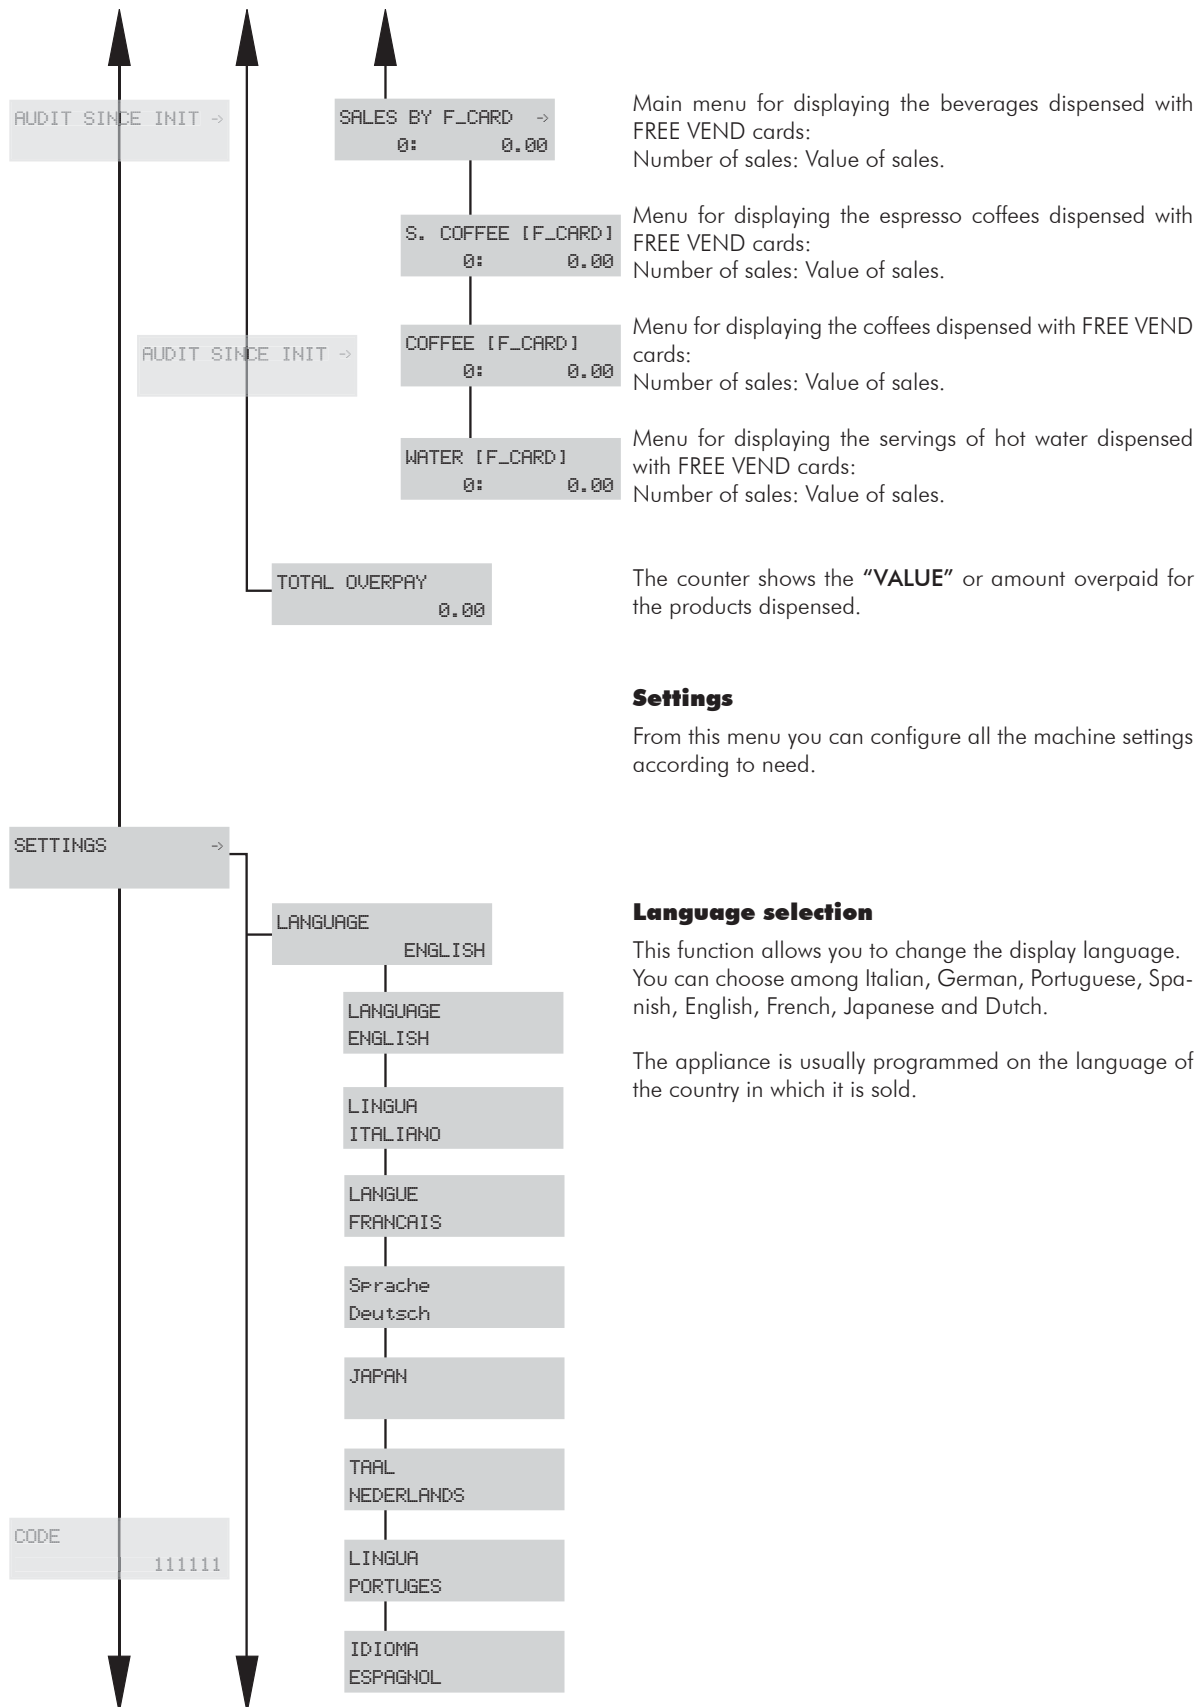 AUDIT SINCE INIT ->
SALES BY F_CARD ->
0: 0.00
Main menu for displaying the beverages dispensed with
FREE VEND cards:
Number of sales: Value of sales.
S. COFFEE [F_CARD]
0: 0.00
Menu for displaying the espresso coffees dispensed with
FREE VEND cards:
Number of sales: Value of sales.
AUDIT SINCE INIT ->
COFFEE [F_CARD]
0: 0.00
Menu for displaying the coffees dispensed with FREE VEND
cards:
Number of sales: Value of sales.
WATER [F_CARD]
0: 0.00
Menu for displaying the servings of hot water dispensed
with FREE VEND cards:
Number of sales: Value of sales.
TOTAL OVERPAY
0.00
The counter shows the “VALUE” or amount overpaid for
the products dispensed.
Settings
From this menu you can configure all the machine settings
according to need.
SETTINGS ->
LANGUAGE
ENGLISH
Language selection
This function allows you to change the display language.
You can choose among Italian, German, Portuguese, Spa-
nish, English, French, Japanese and Dutch.
The appliance is usually programmed on the language of
the country in which it is sold.
LANGUAGE
ENGLISH
LINGUA
ITALIANO
LANGUE
FRANCAIS
Sprache
Deutsch
JAPAN
TAAL
NEDERLANDS
CODE
111111
LINGUA
PORTUGES
IDIOMA
ESPAGNOL